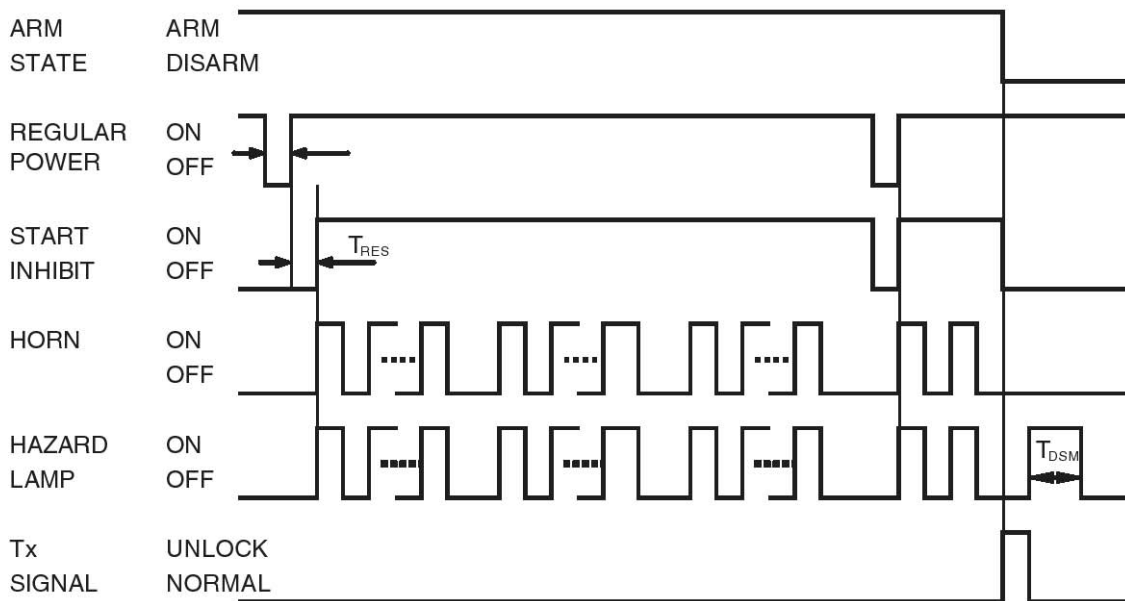 ARM ARM
STATE DISARM
REGULAR ON
POWER OFF
START ON
INHIBIT OFF
TRES
HORN ON
OFF
HAZARD ON
LAMP OFF
TDSM
Tx UNLOCK
SIGNAL NORMAL